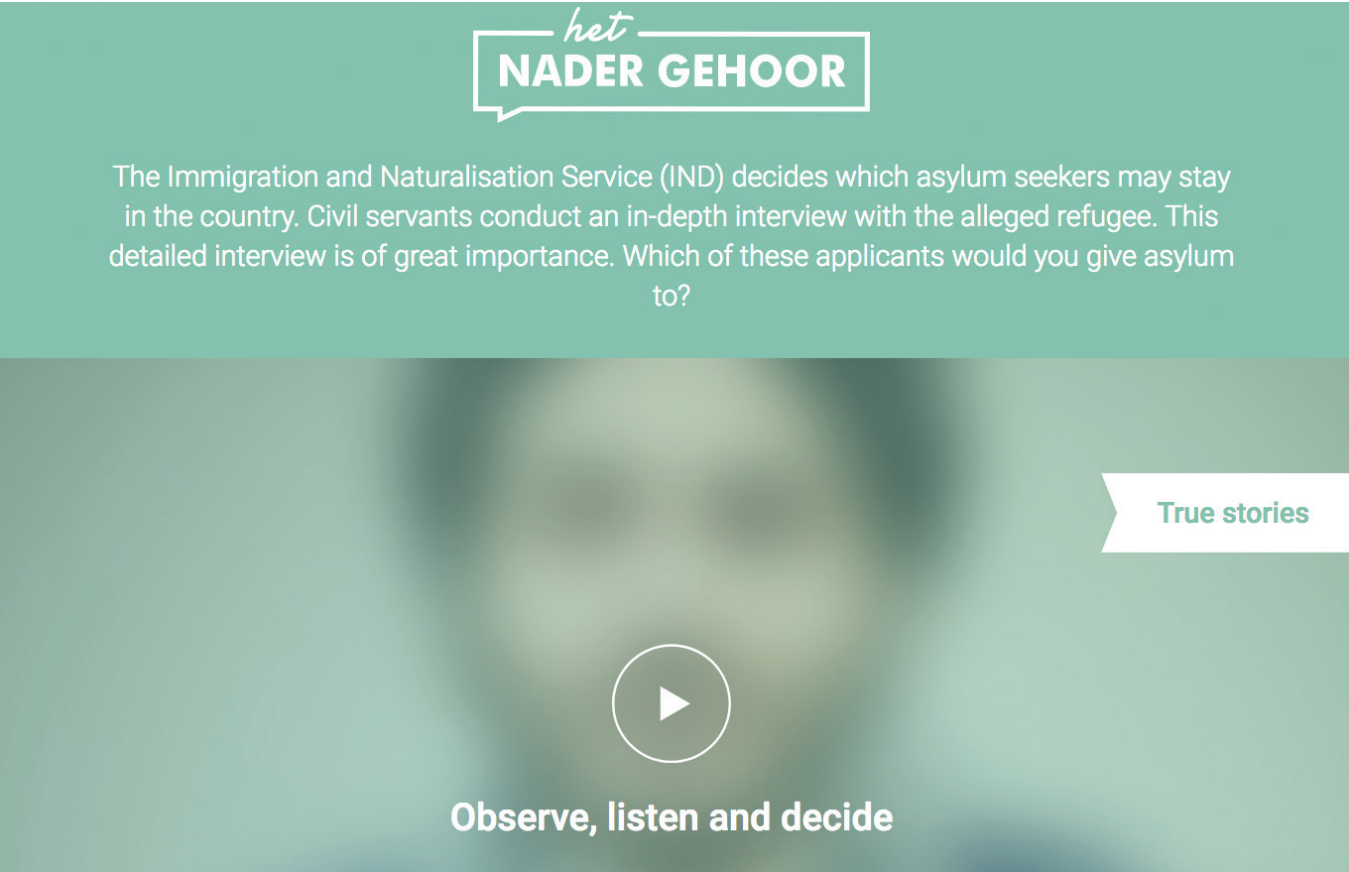 het
NADER GEHOOR
The Immigration and Naturalisation Service (IND) decides which asylum seekers may stay
in the country. Civil servants conduct an in-depth interview with the alleged refugee. This
detailed interview is of great importance. Which of these applicants would you give asylum
to?
True stories
Observe, listen and decide